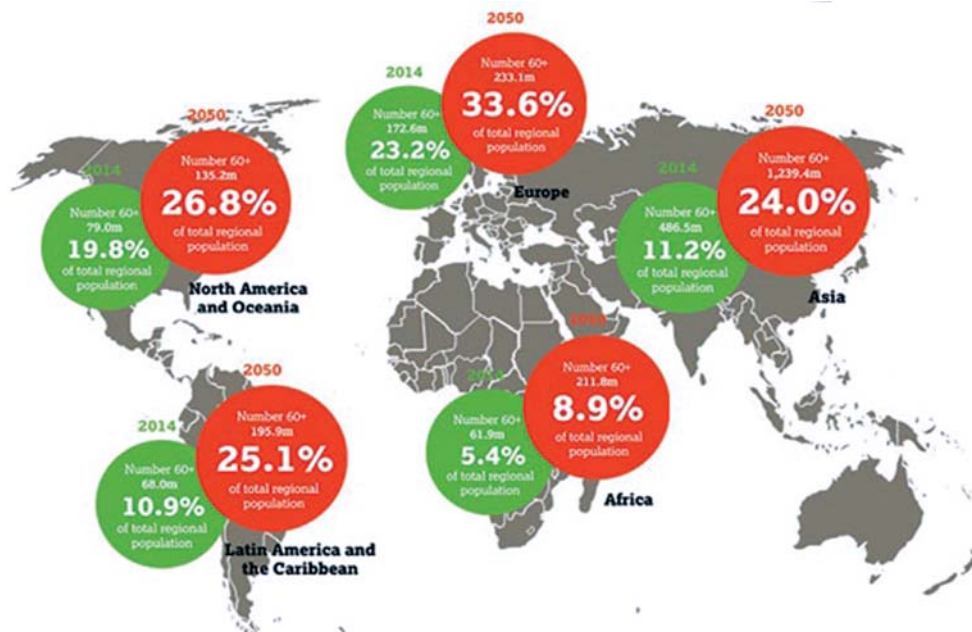 2050
Number 60+
233.1m
33.6%
of total regional
population
2014
Number 60+
172.6m
23.2%
of total regional
population
Europe
2050
Number 60+
135.2m
26.8%
of total regional
population
2014
Number 60+
79.0m
19.8%
of total regional
population
North America
and Oceania
2050
Number 60+
1,239.4m
24.0%
of total regional
population
2014
Number 60+
486.5m
11.2%
of total regional
population
Asia
2050
Number 60+
195.9m
25.1%
of total regional
population
2014
Number 60+
68.0m
10.9%
of total regional
population
Latin America and
the Caribbean
2050
Number 60+
211.8m
8.9%
of total regional
population
2014
Number 60+
61.9m
5.4%
of total regional
population
Africa